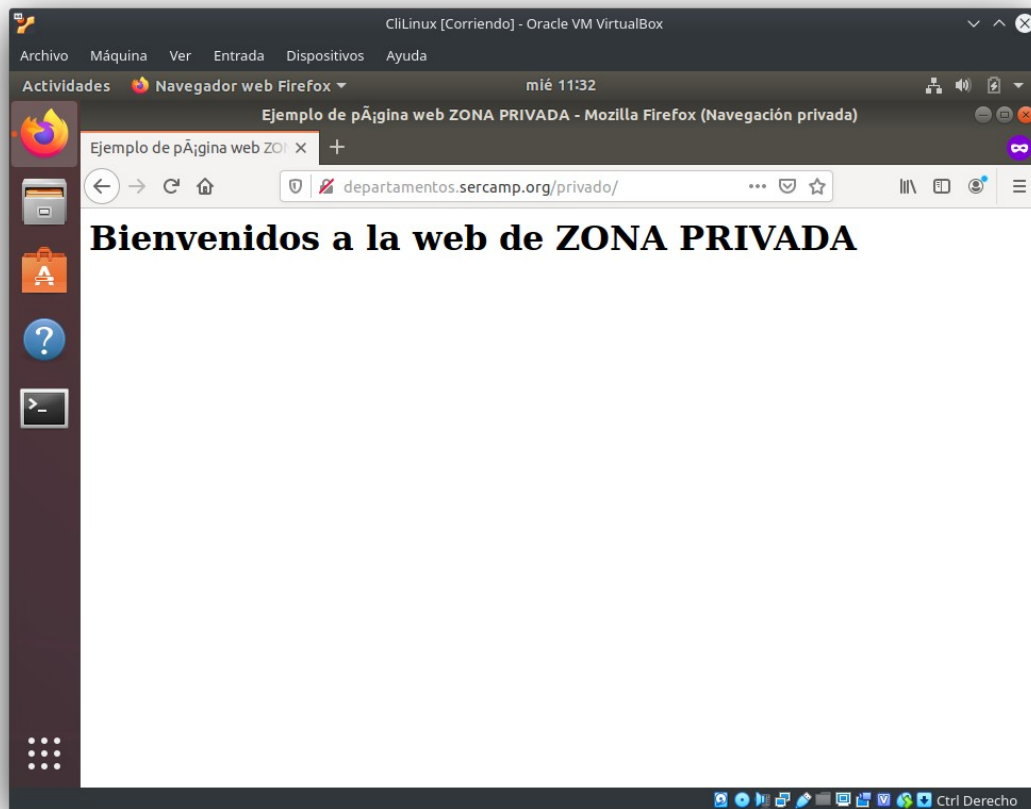 CliLinux [Corriendo] - Oracle VM VirtualBox
Archivo Máquina Ver Entrada Dispositivos Ayuda
Actividades Navegador web Firefox mié 11:32
Ejemplo de pÃ¡gina web ZONA PRIVADA - Mozilla Firefox (Navegación privada)
Ejemplo de pÃ¡gina web ZON
departamentos.sercamp.org/privado/
Bienvenidos a la web de ZONA PRIVADA
Ctrl Derecho